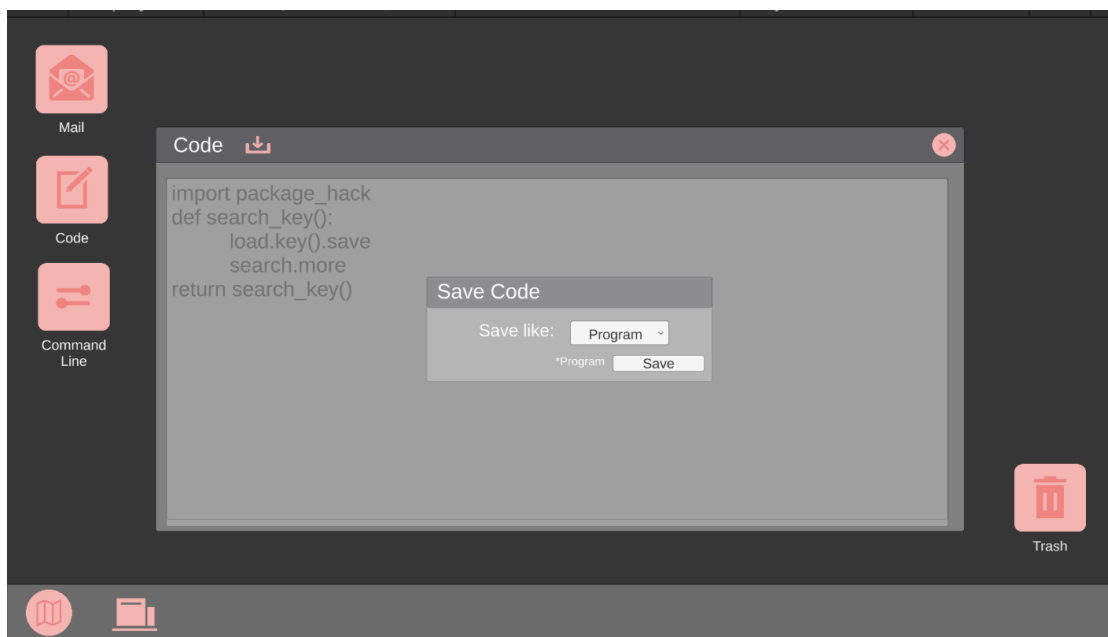 Mail
Code
import package_hack
def search_key():
load.key().save
search.more
return search_key()
Code
Save Code
Save like: Program
*Program Save
Command
Line
Trash